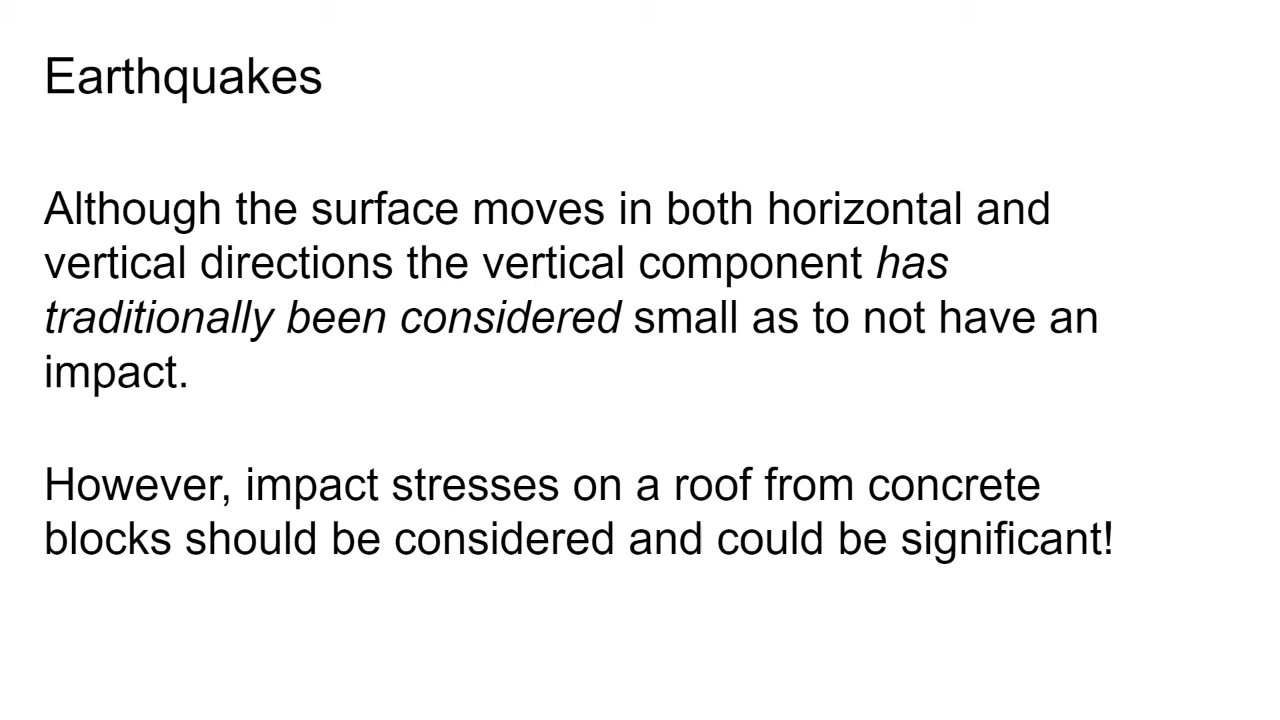 Earthquakes
Although the surface moves in both horizontal and
vertical directions the vertical component has
traditionally been considered small as to not have an
impact.
However, impact stresses on a roof from concrete
blocks should be considered and could be significant!